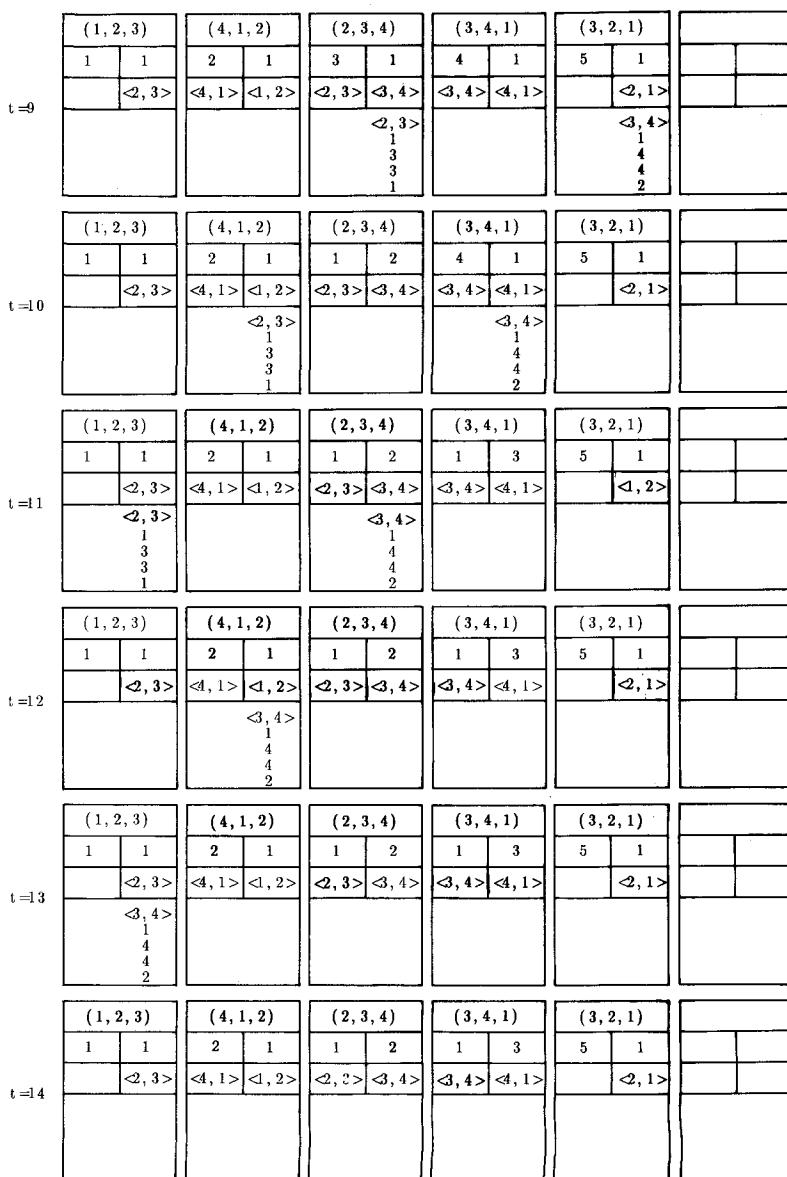 (1,2,3) (4,1,2) (2,3,4) (3,4,1) (3,2,1)
1 1 2 1 3 1 4 1 5 1
<2,3> <4,1> <1,2> <2,3> <3,4> <3,4> <4,1> <2,1>
t=9
<2,3> <3,4>
1 1
3 4
3 4
1 2
(1,2,3) (4,1,2) (2,3,4) (3,4,1) (3,2,1)
1 1 2 1 1 2 4 1 5 1
<2,3> <4,1> <1,2> <2,3> <3,4> <3,4> <4,1> <2,1>
t=10
<2,3> <3,4>
1 1
3 4
3 4
1 2
(1,2,3) (4,1,2) (2,3,4) (3,4,1) (3,2,1)
1 1 2 1 1 2 1 3 5 1
<2,3> <4,1> <1,2> <2,3> <3,4> <3,4> <4,1> <1,2>
t=11
<2,3> <3,4>
1 1
3 4
3 4
1 2
(1,2,3) (4,1,2) (2,3,4) (3,4,1) (3,2,1)
1 1 2 1 1 2 1 3 5 1
<2,3> <4,1> <1,2> <2,3> <3,4> <3,4> <4,1> <2,1>
t=12
<3,4>
1
4
4
2
(1,2,3) (4,1,2) (2,3,4) (3,4,1) (3,2,1)
1 1 2 1 1 2 1 3 5 1
<2,3> <4,1> <1,2> <2,3> <3,4> <3,4> <4,1> <2,1>
t=13
<3,4>
1
4
4
2
(1,2,3) (4,1,2) (2,3,4) (3,4,1) (3,2,1)
1 1 2 1 1 2 1 3 5 1
<2,3> <4,1> <1,2> <3,4> <3,4> <4,1> <2,1>
t=14